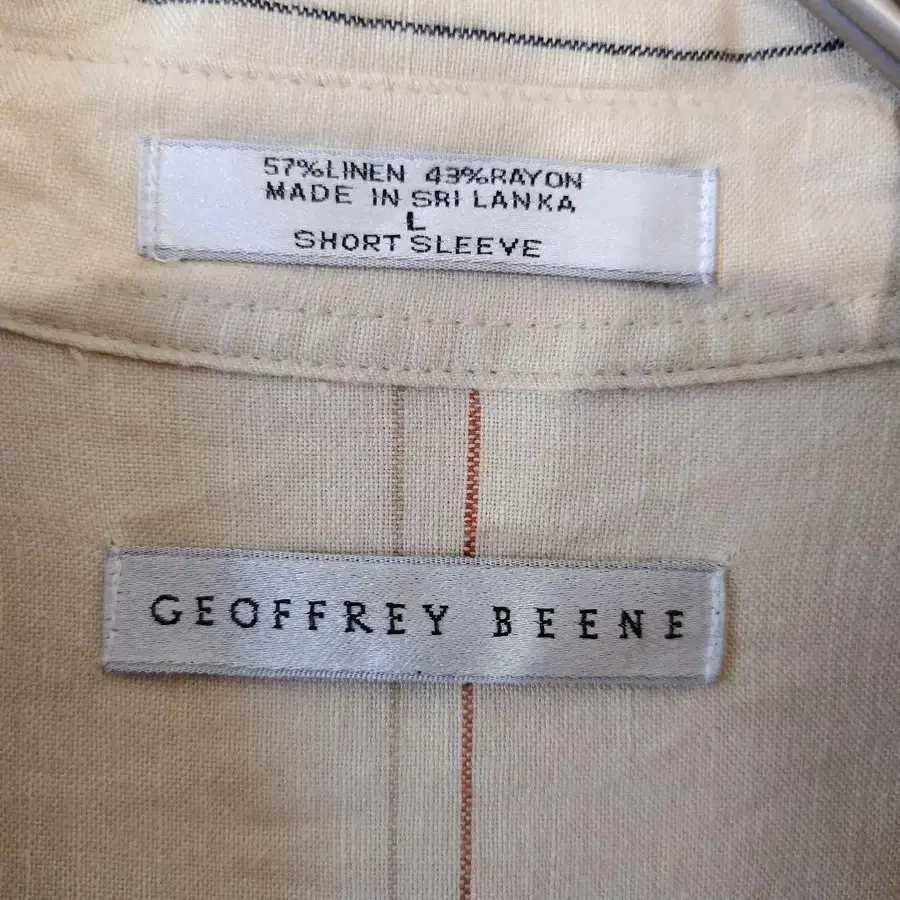 57%LINEN 43%RAYON
MADE IN SRI LANKA
L
SHORT SLEEVE
GEOFFREY BEENE